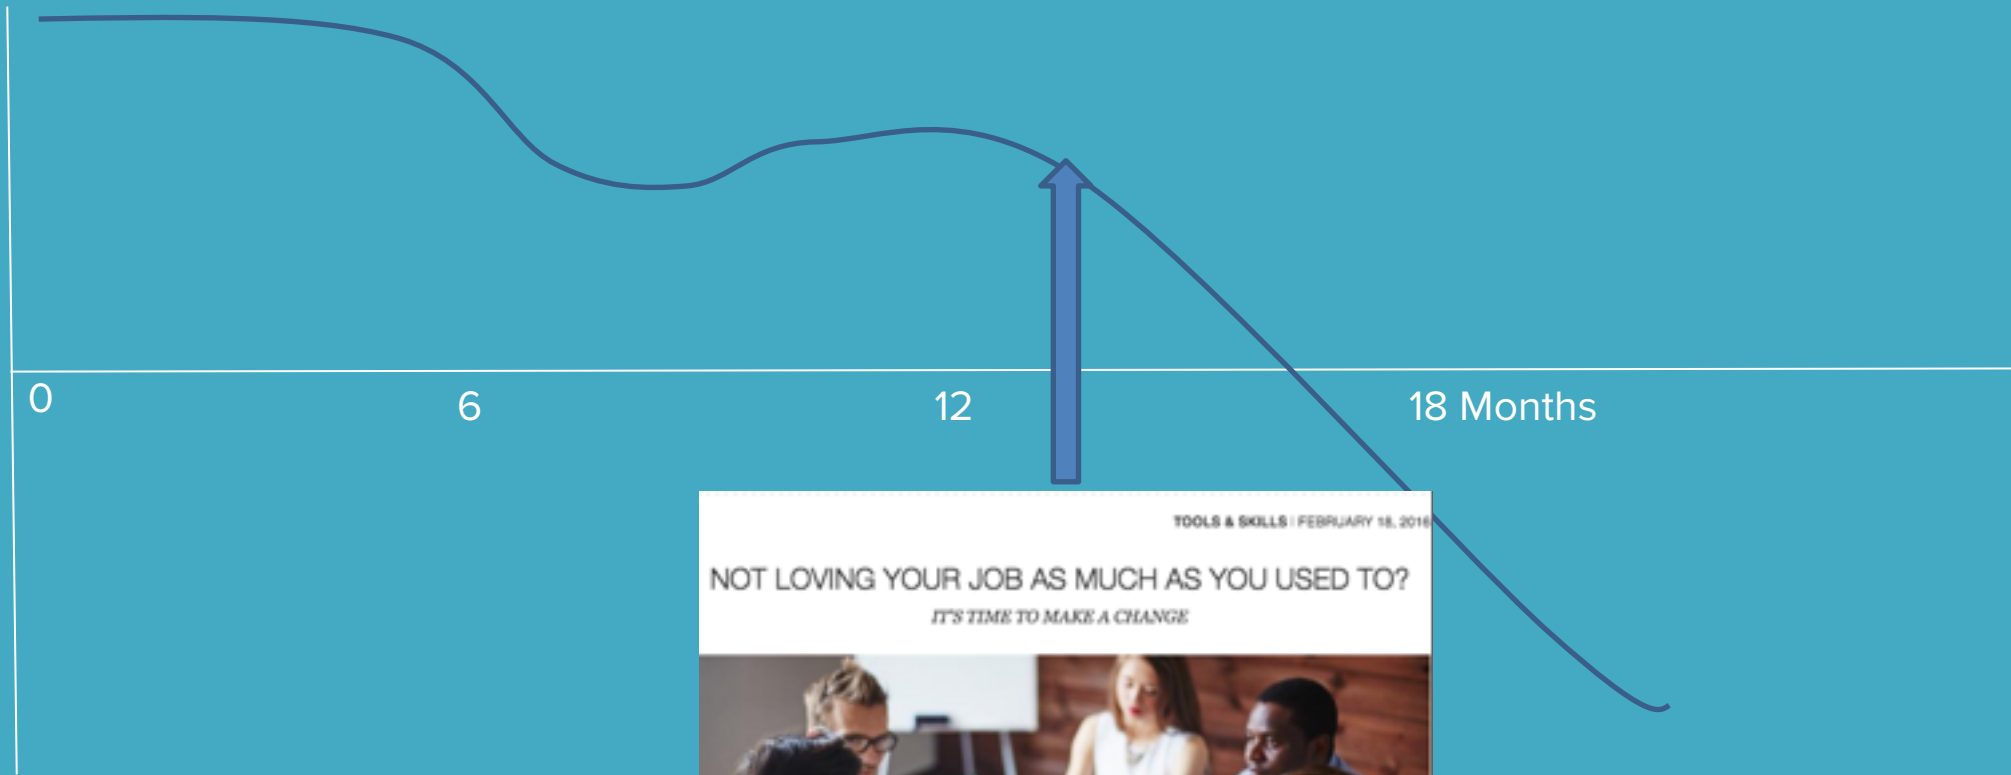 0
6
12
18 Months
TOOLS & SKILLS | FEBRUARY 18, 2016
NOT LOVING YOUR JOB AS MUCH AS YOU USED TO?
IT'S TIME TO MAKE A CHANGE